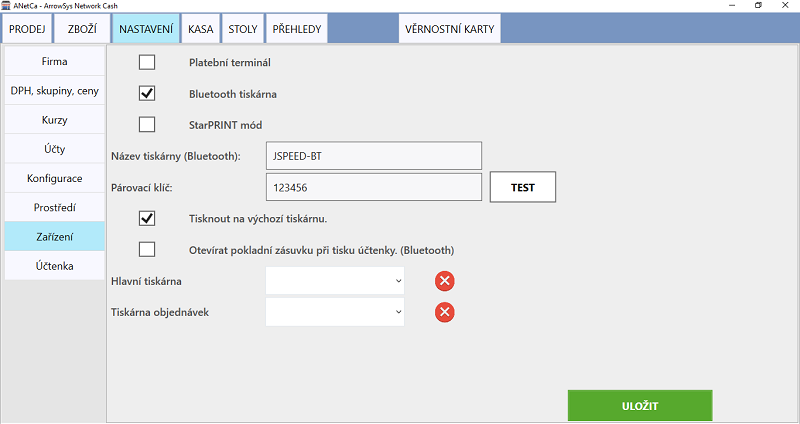 ANetCa - ArrowSys Network Cash
PRODEJ ZBOŽÍ NASTAVENÍ KASA STOLY PŘEHLEDY VĚRNOSTNÍ KARTY
Firma
DPH, skupiny, ceny
Kurzy
Účty
Konfigurace
Prostředí
Zařízení
Účtenka
Platební terminál
Bluetooth tiskárna
StarPRINT mód
Název tiskárny (Bluetooth): JSPEED-BT
Párovací klíč: 123456 TEST
Tisknout na výchozí tiskárnu.
Otevírat pokladní zásuvku při tisku účtenky. (Bluetooth)
Hlavní tiskárna
Tiskárna objednávek
ULOŽIT